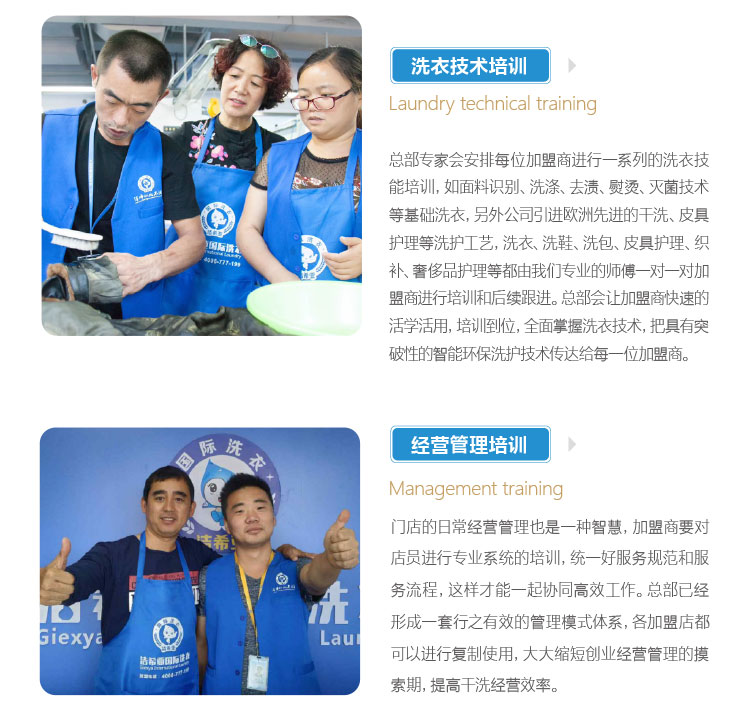 洗衣技术培训
Laundry technical training
总部专家会安排每位加盟商进行一系列的洗衣技
能培训，如面料识别、洗涤、去渍、熨烫、灭菌技术
等基础洗衣，另外公司引进欧洲先进的干洗、皮具
护理等洗护工艺，洗衣、洗鞋、洗包、皮具护理、织
补、奢侈品护理等都由我们专业的师傅一对一对加
盟商进行培训和后续跟进。总部会让加盟商快速的
活学活用，培训到位，全面掌握洗衣技术，把具有突
破性的智能环保洗护技术传达给每一位加盟商。
国际洗衣
4008-777-199
国际洗衣
洁希亚
Giexya
洗
Laun
洁希亚国际洗衣
经营管理培训
Management training
门店的日常经营管理也是一种智慧，加盟商要对
店员进行专业系统的培训，统一好服务规范和服
务流程，这样才能一起协同高效工作。总部已经
形成一套行之有效的管理模式体系，各加盟店都
可以进行复制使用，大大缩短创业经营管理的摸
索期，提高干洗经营效率。